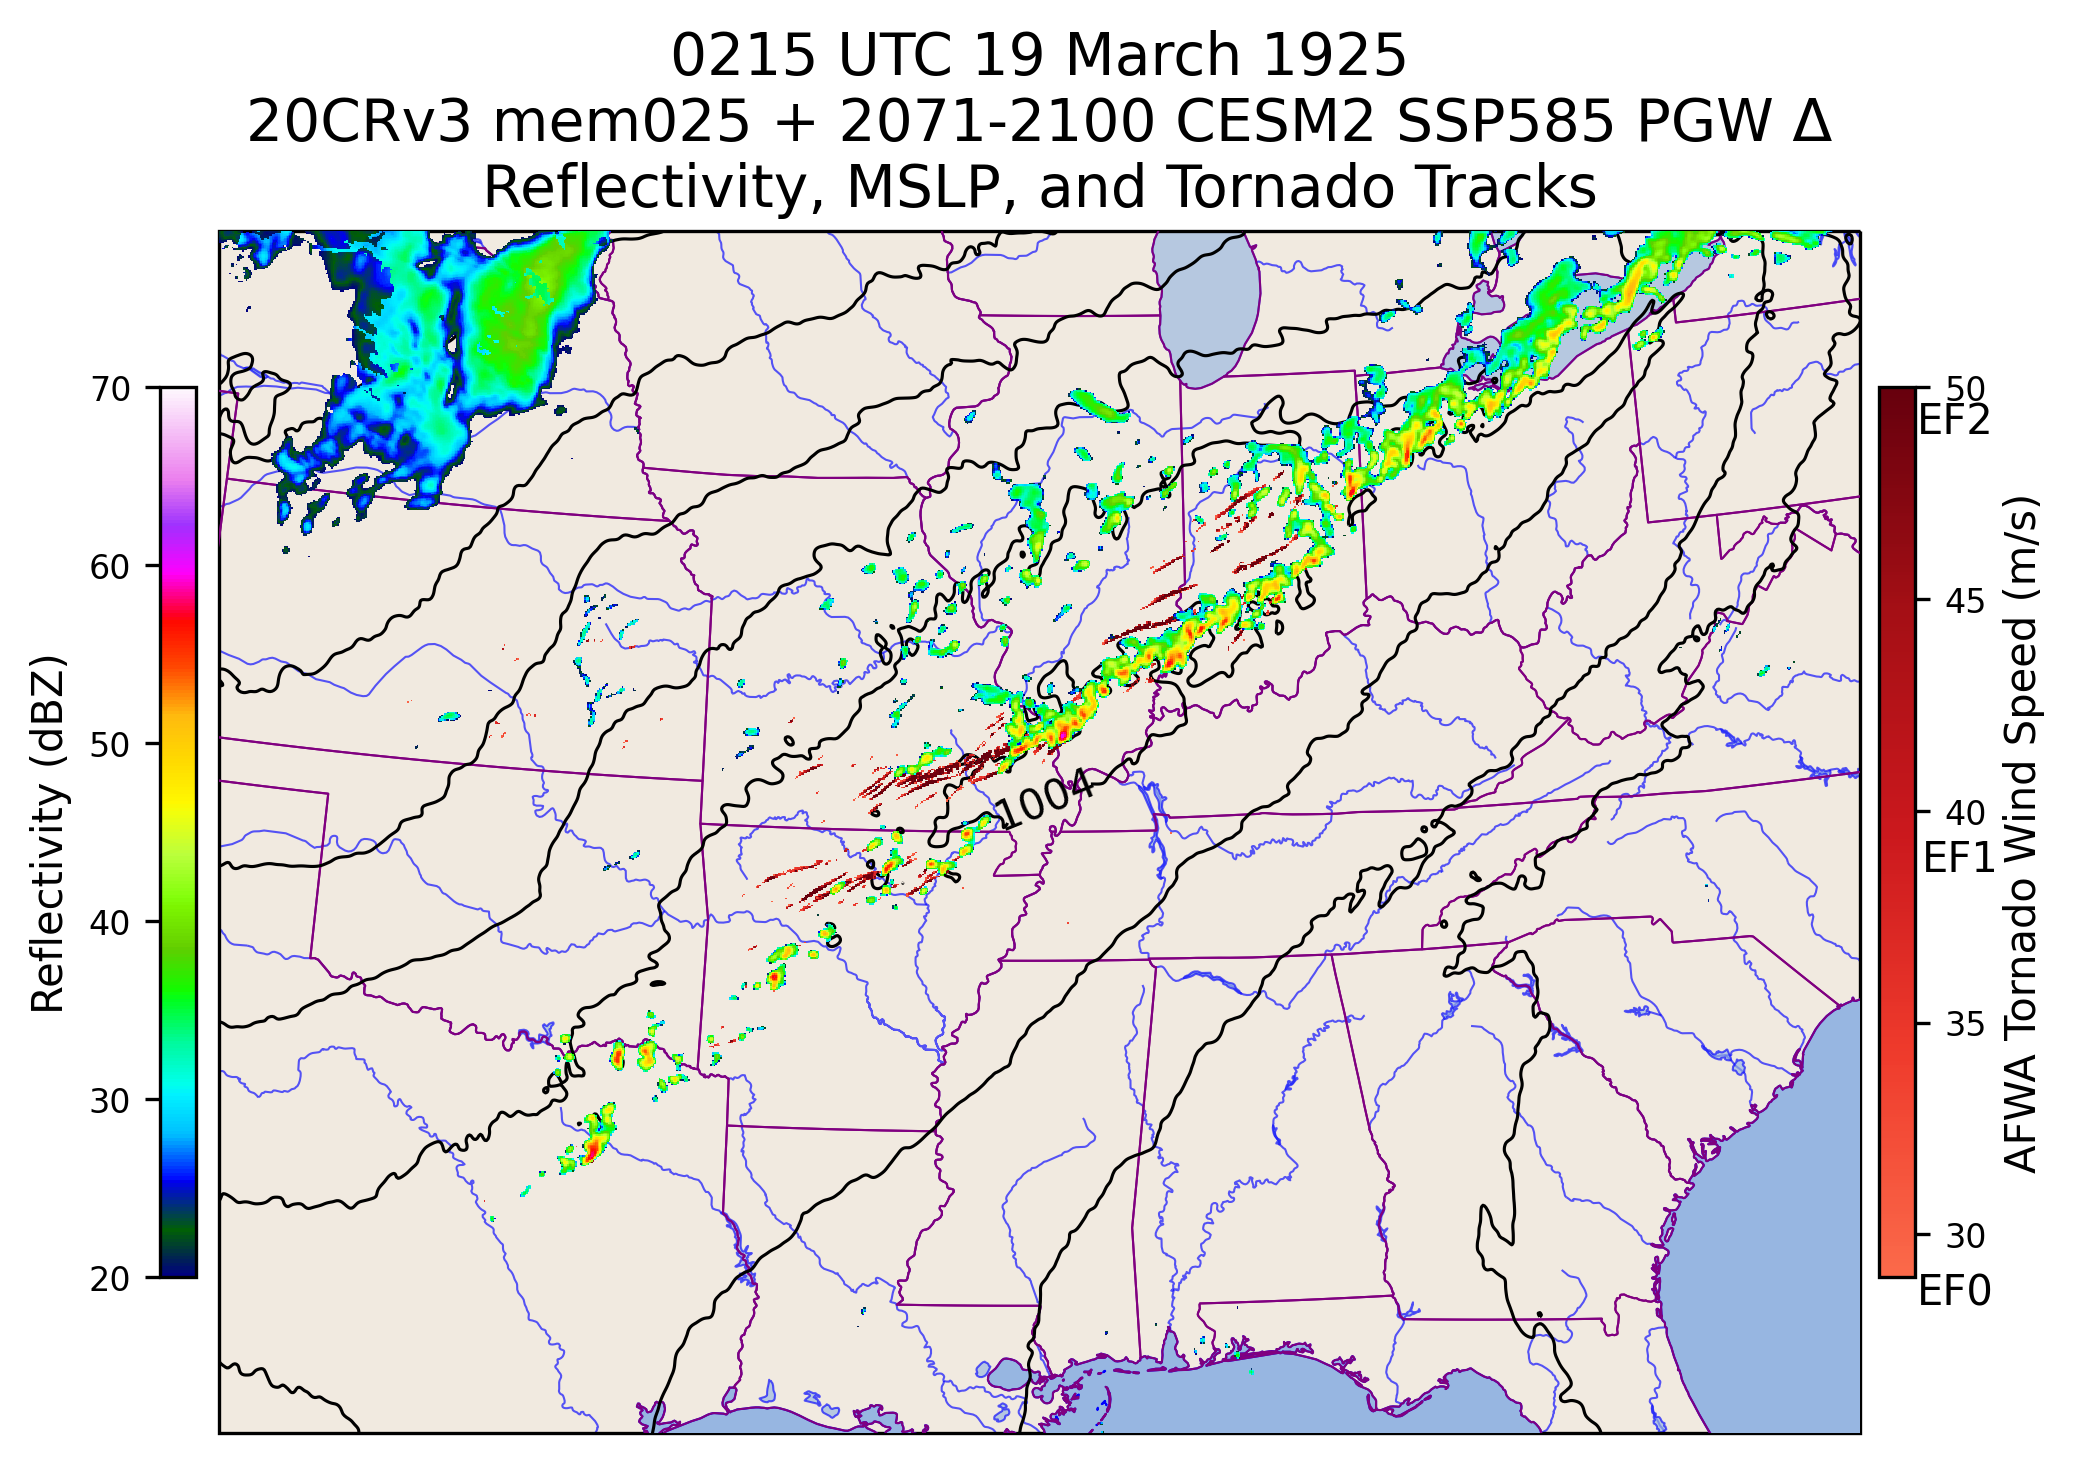 0215 UTC 19 March 1925
20CRv3 mem025 + 2071-2100 CESM2 SSP585 PGW Δ
Reflectivity, MSLP, and Tornado Tracks
70
60
50
40
30
20
Reflectivity (dBZ)
1004
50
EF2
45
40
EF1
35
30
EF0
AFWA Tornado Wind Speed (m/s)